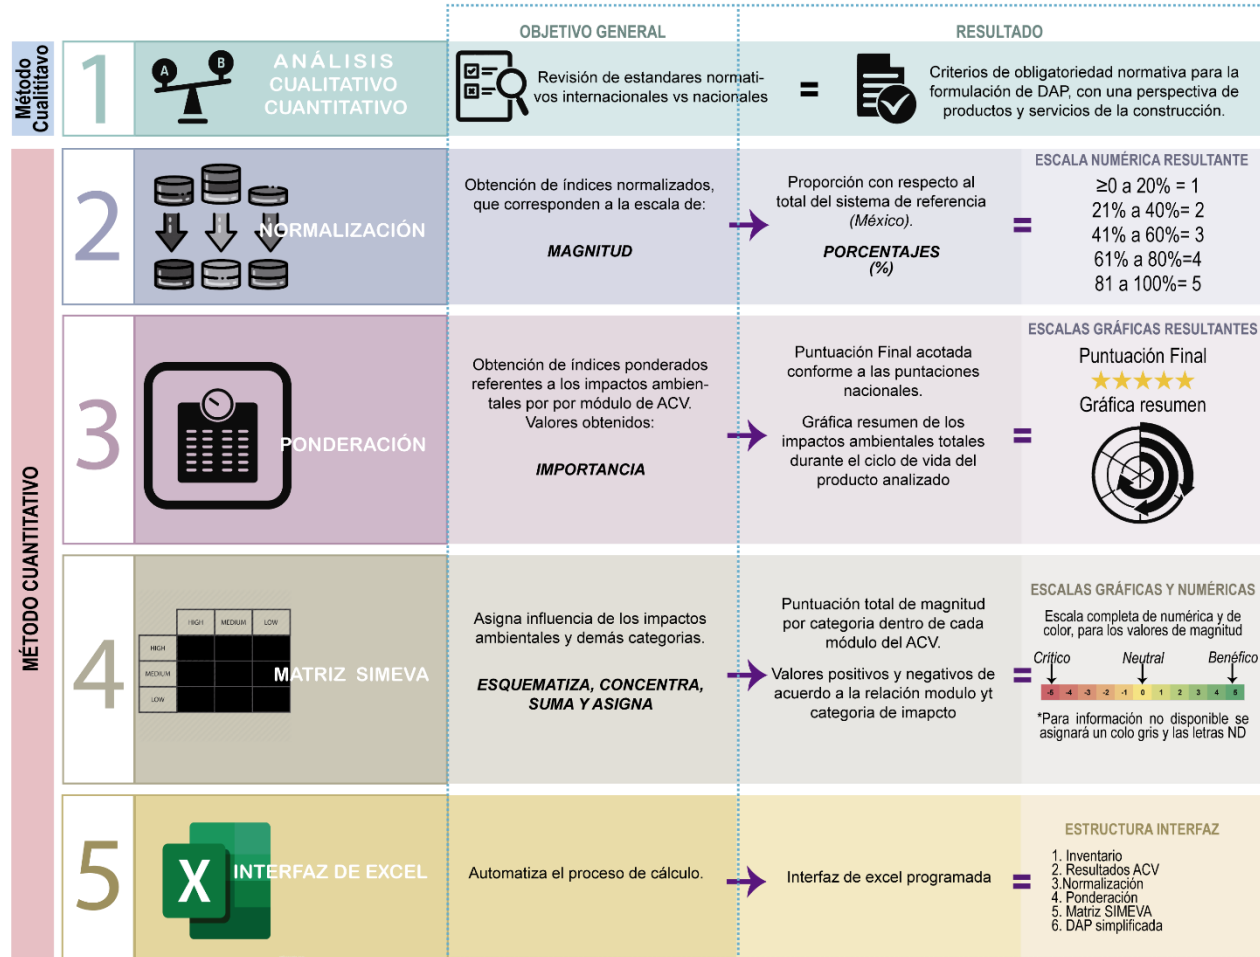 OBJETIVO GENERAL
RESULTADO
Método
Cualititavo
1
A
B
ANÁLISIS
CUALITATIVO
CUANTITATIVO
Revisión de estandares normati-
vos internacionales vs nacionales
=
Criterios de obligatoriedad normativa para la
formulación de DAP, con una perspectiva de
productos y servicios de la construcción.
MÉTODO CUANTITATIVO
2
NORMALIZACIÓN
Obtención de índices normalizados,
que corresponden a la escala de:
MAGNITUD
Proporción con respecto al
total del sistema de referencia
(México).
PORCENTAJES
(%)
=
ESCALA NUMÉRICA RESULTANTE
≥0 a 20% = 1
21% a 40%= 2
41% a 60%= 3
61% a 80%=4
81 a 100%= 5
3
PONDERACIÓN
Obtención de índices ponderados
referentes a los impactos ambien-
tales por por módulo de ACV.
Valores obtenidos:
IMPORTANCIA
Puntuación Final acotada
conforme a las puntaciones
nacionales.
Gráfica resumen de los
impactos ambientales totales
durante el ciclo de vida del
producto analizado
=
ESCALAS GRÁFICAS RESULTANTES
Puntuación Final
Gráfica resumen
4
HIGH MEDIUM LOW
HIGH
MEDIUM
LOW
MATRIZ SIMEVA
Asigna influencia de los impactos
ambientales y demás categorias.
ESQUEMATIZA, CONCENTRA,
SUMA Y ASIGNA
Puntuación total de magnitud
por categoria dentro de cada
módulo del ACV.
Valores positivos y negativos de
acuerdo a la relación modulo yt
categoria de imapcto
=
ESCALAS GRÁFICAS Y NUMÉRICAS
Escala completa de numérica y de
color, para los valores de magnitud
Crítico Neutral Benéfico
-5 -4 -3 -2 -1 0 1 2 3 4 5
*Para información no disponible se
asignará un colo gris y las letras ND
5
X
INTERFAZ DE EXCEL
Automatiza el proceso de cálculo.
Interfaz de excel programada
=
ESTRUCTURA INTERFAZ
1. Inventario
2. Resultados ACV
3.Normalización
4. Ponderación
5. Matriz SIMEVA
6. DAP simplificada